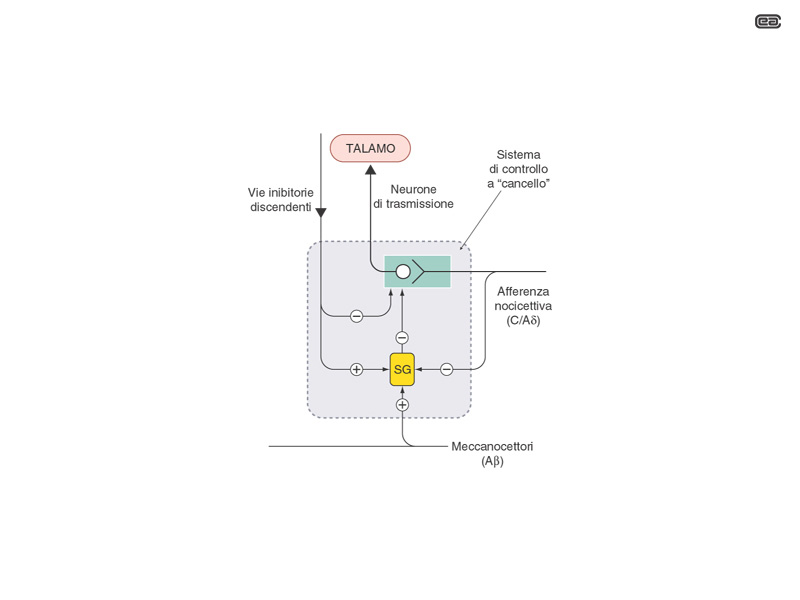 TALAMO
Sistema
di controllo
a “cancello”
Vie inibitorie
discendenti
Neurone
di trasmissione
Afferenza
nocicettiva
(C/Aδ)
−
−
+
SG
−
+
Meccanocettori
(Aβ)